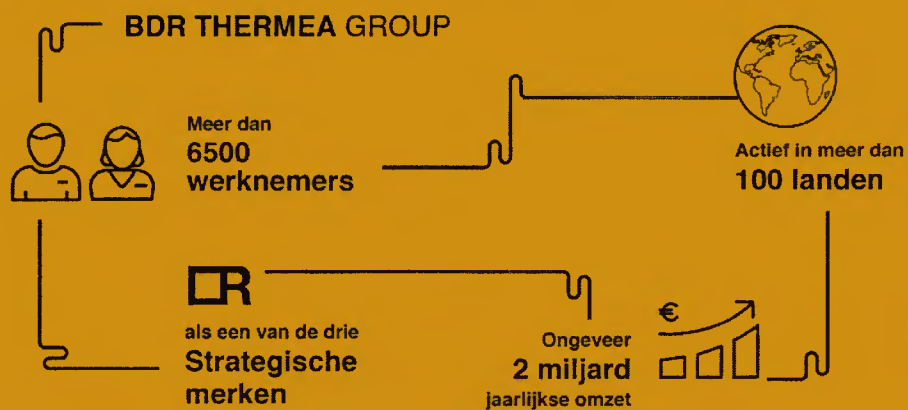 BDR THERMEA GROUP
Meer dan
6500
werknemers
Actief in meer dan
100 landen
als een van de drie
Strategische
merken
€
Ongeveer
2 miljard
jaarlijkse omzet